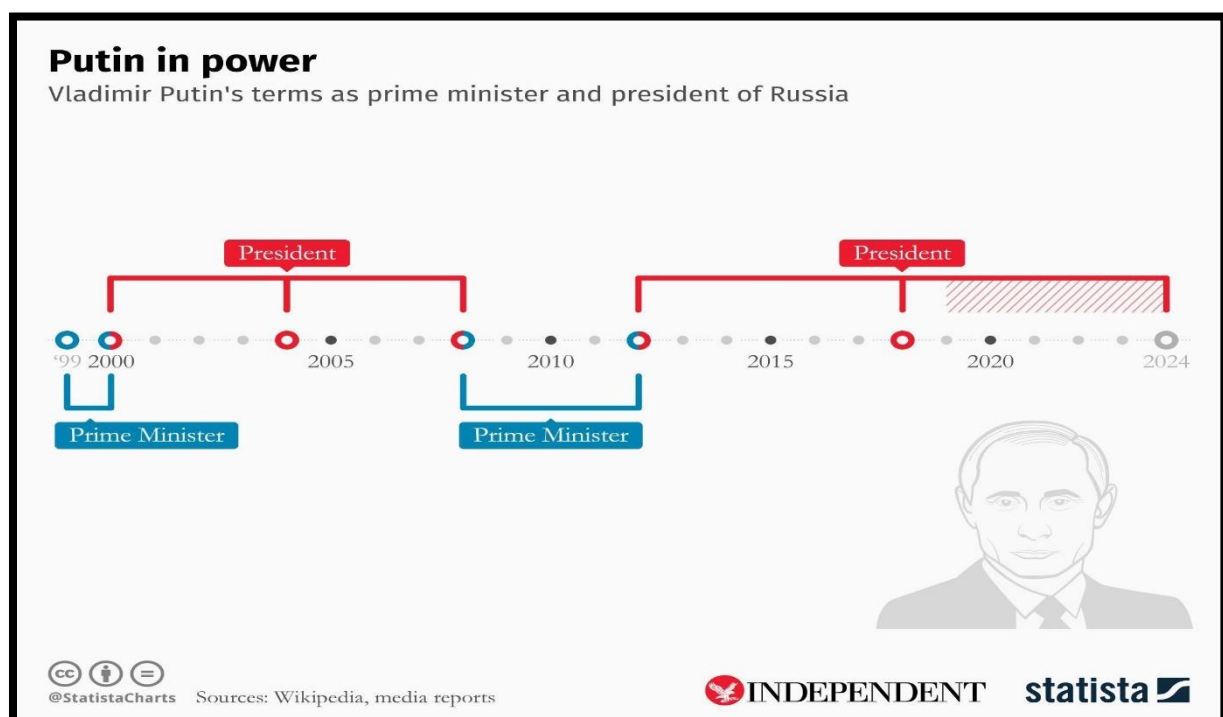 Putin in power
Vladimir Putin's terms as prime minister and president of Russia
President
President
'99 2000 2005 2010 2015 2020 2024
Prime Minister
Prime Minister
cc
@StatistaCharts Sources: Wikipedia, media reports
INDEPENDENT
statista